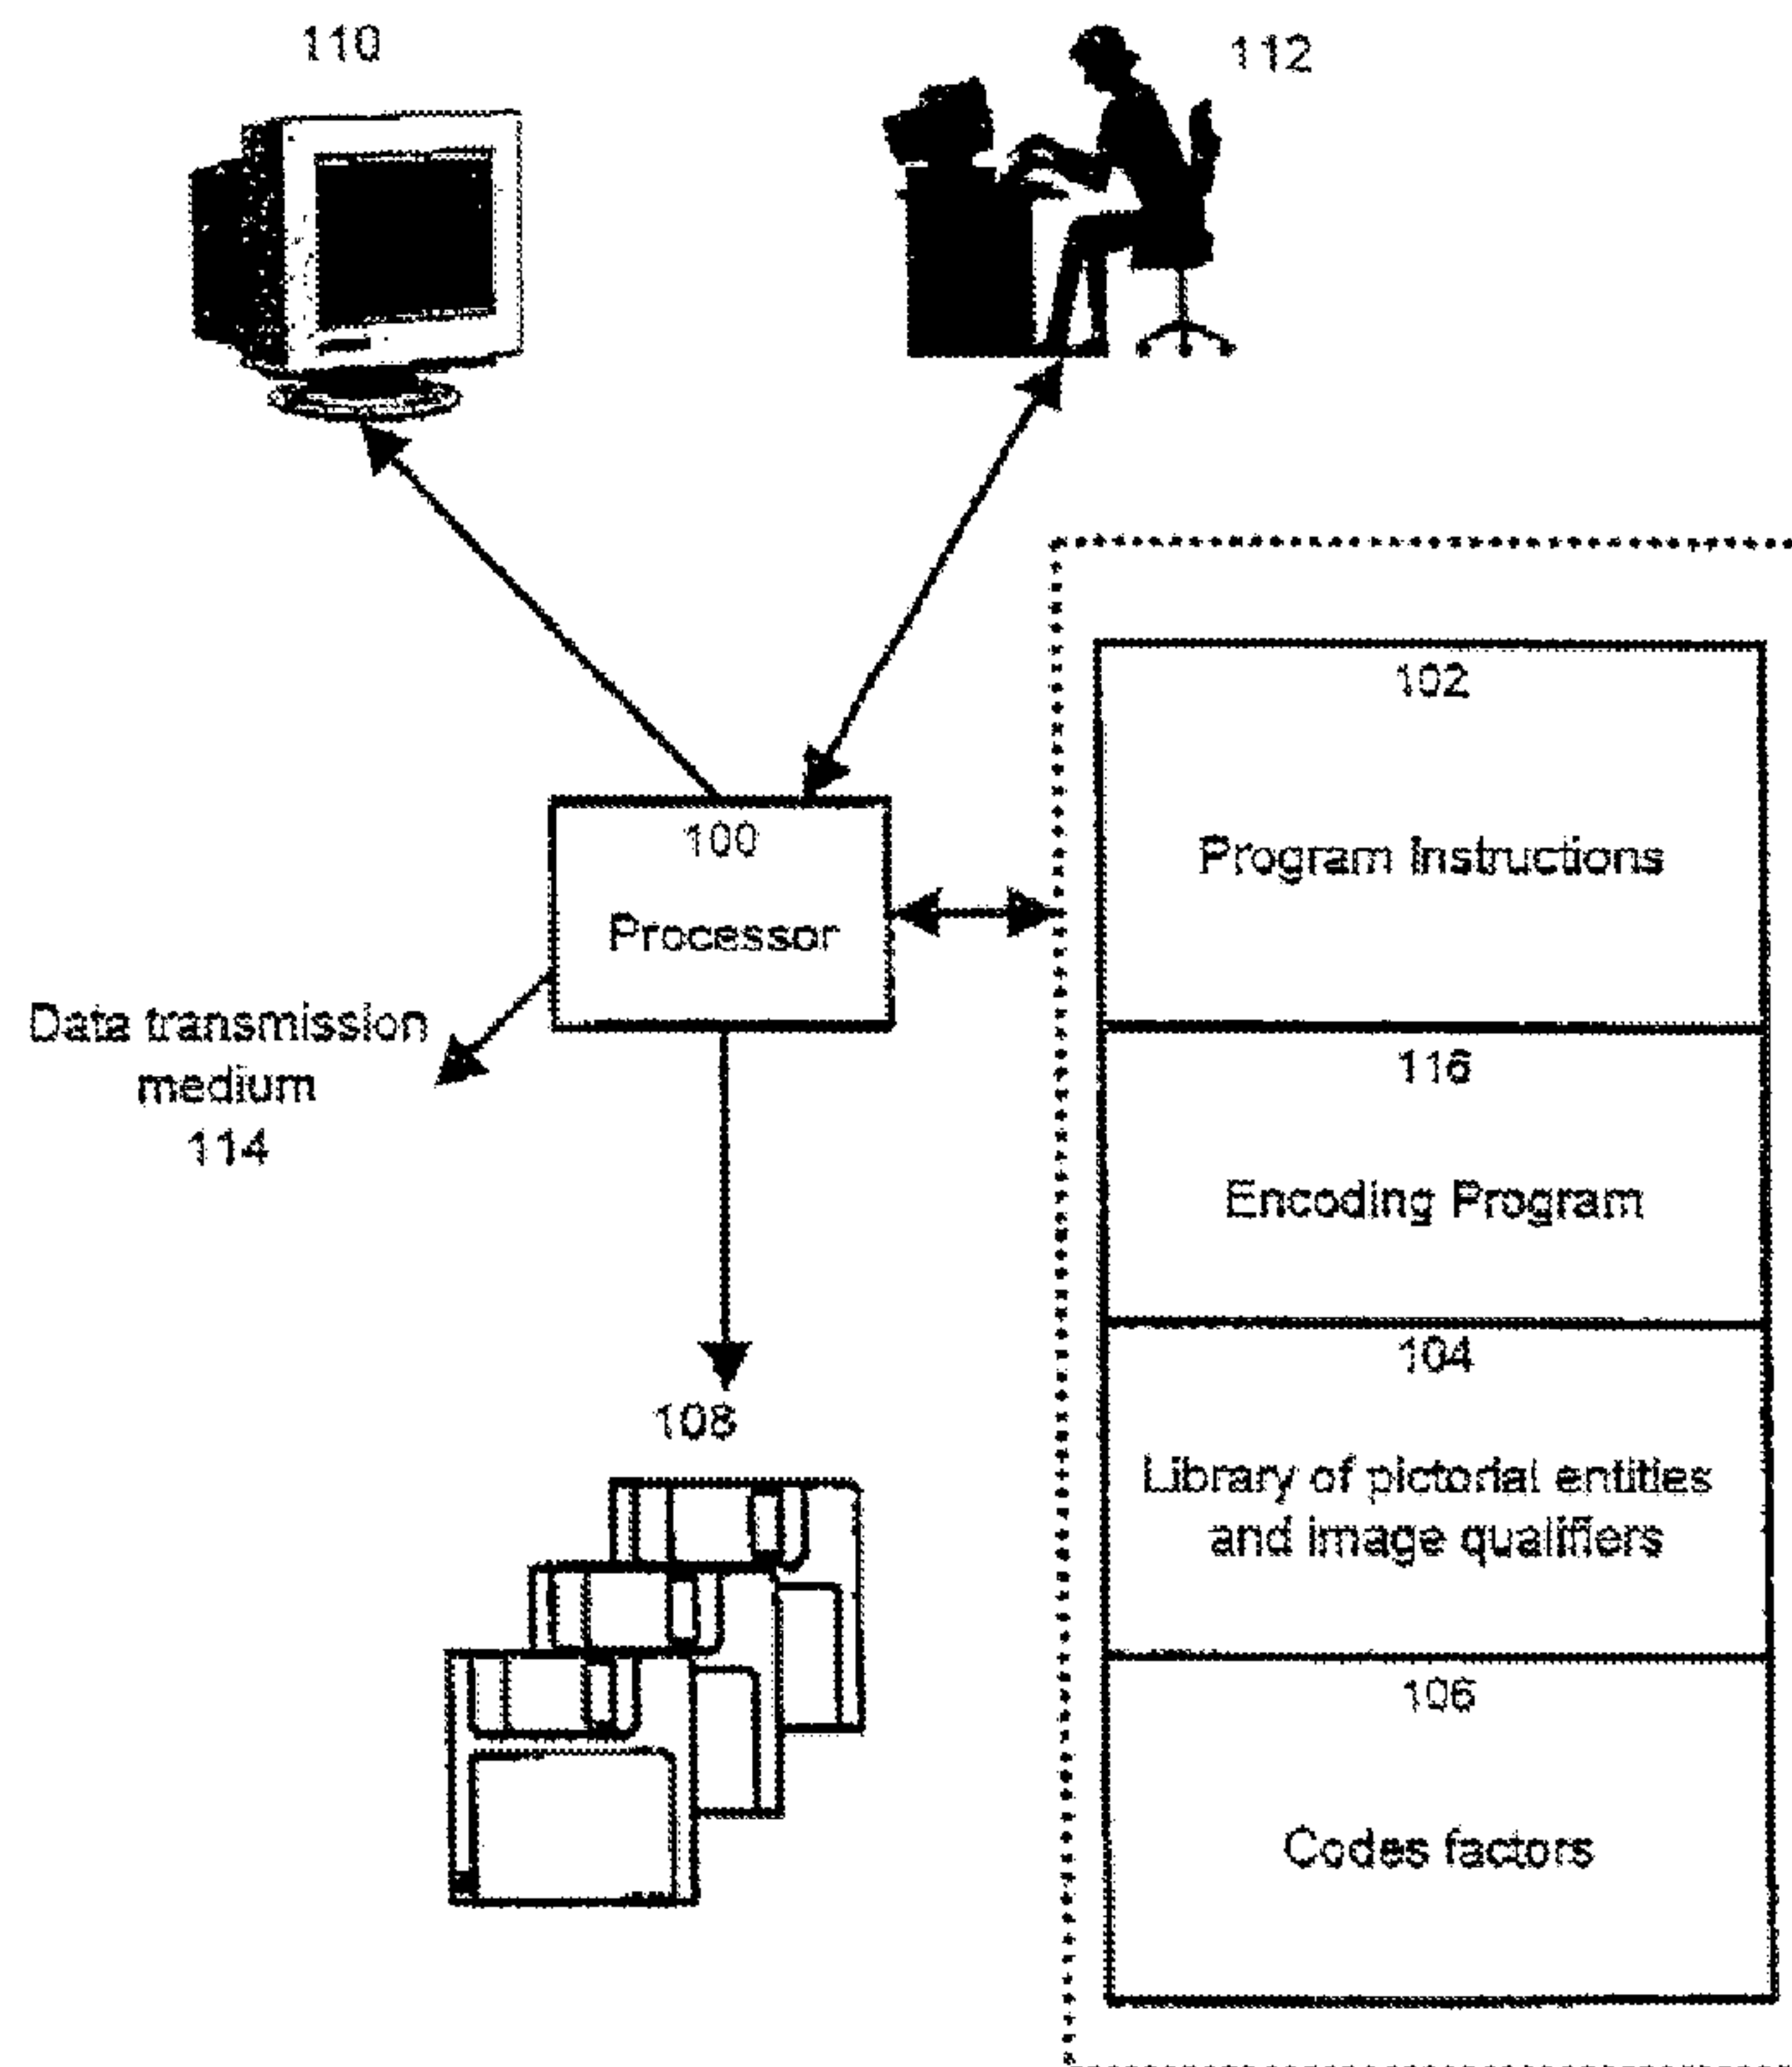 110
112
102
Program Instructions
100
Processor
Data transmission
medium
114
116
Encoding Program
104
Library of pictorial entities
and image qualifiers
108
106
Codes factors